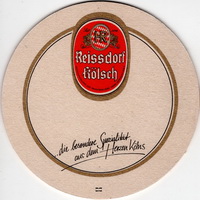 Reissdorf
Kölsch
die besondere Spezialität
aus dem Herzen Kölns